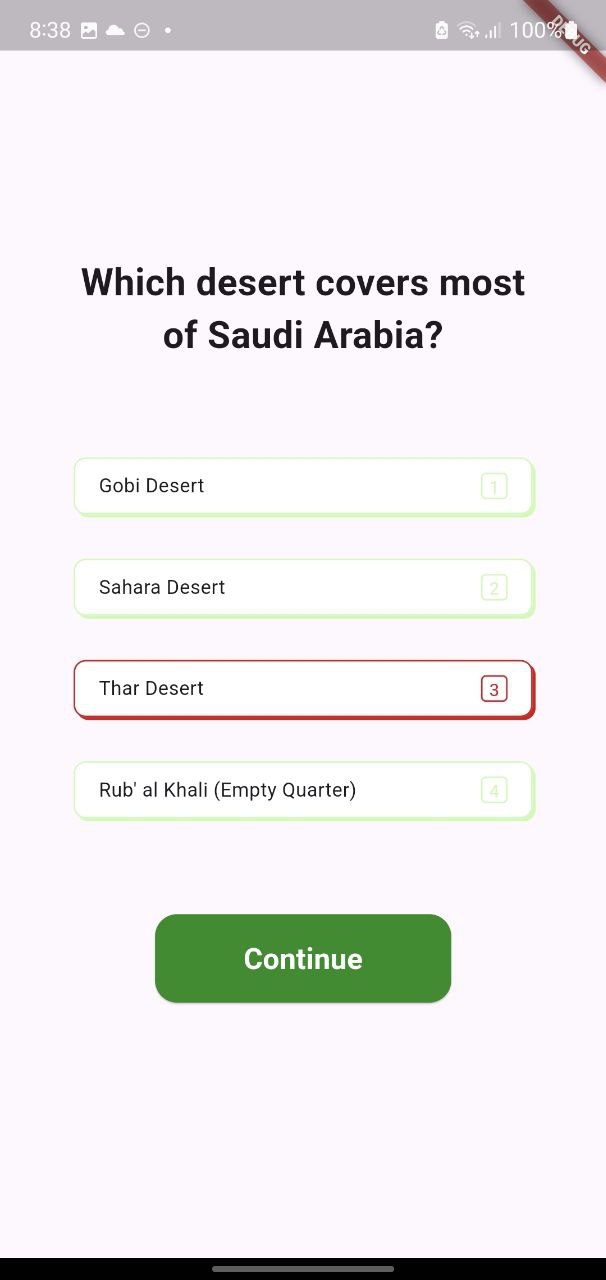 8:38
100%
DEBUG
Which desert covers most
of Saudi Arabia?
Gobi Desert 1
Sahara Desert 2
Thar Desert 3
Rub' al Khali (Empty Quarter) 4
Continue